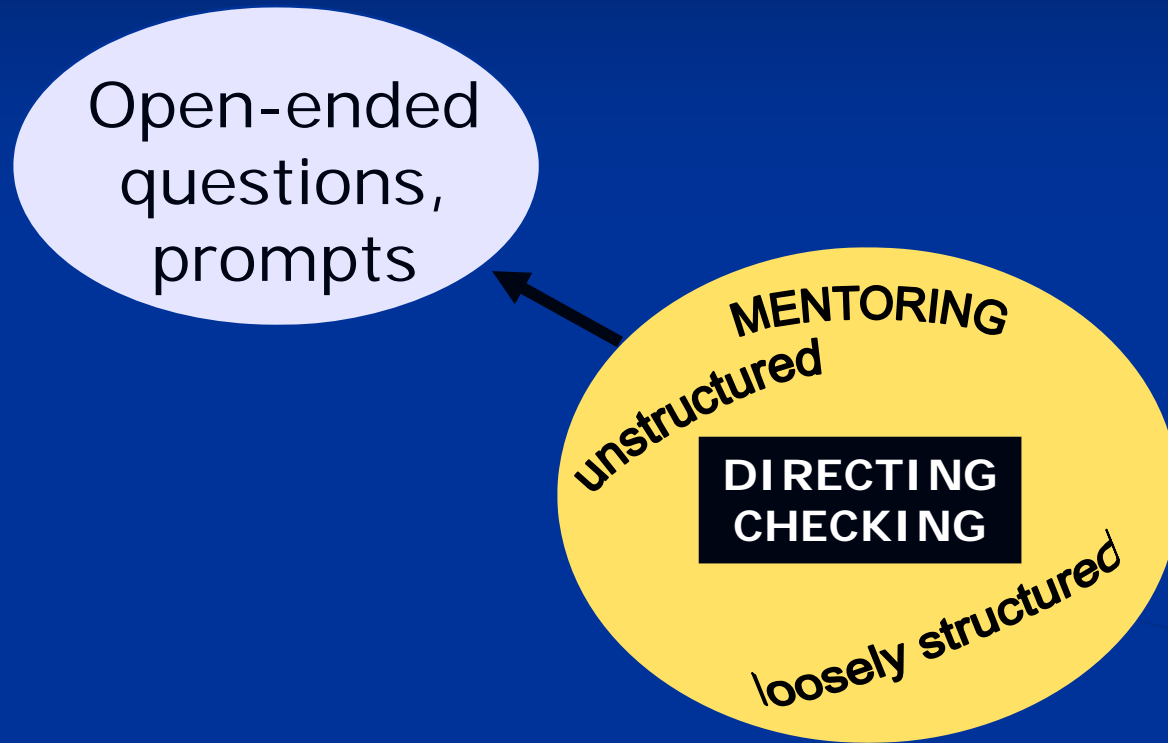 Open-ended
questions,
prompts
MENTORING
unstructured
DIRECTING
CHECKING
loosely structured